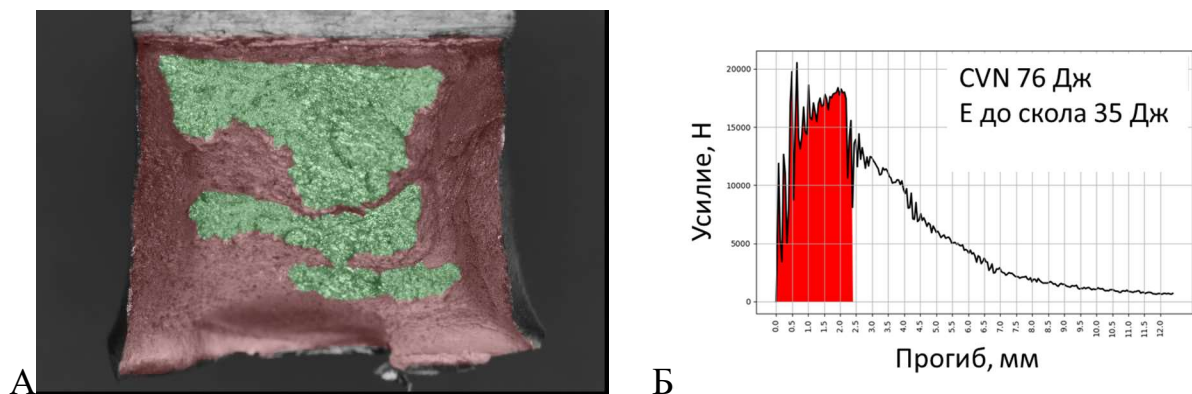 А
CVN 76 Дж
Е до скола 35 Дж
Усилие, Н
20000
15000
10000
5000
0
0.0 0.5 1.0 1.5 2.0 2.5 3.0 3.5 4.0 4.5 5.0 5.5 6.0 6.5 7.0 7.5 8.0 8.5 9.0 9.5 10.0 10.5 11.0 11.5 12.0
Прогиб, мм
Б